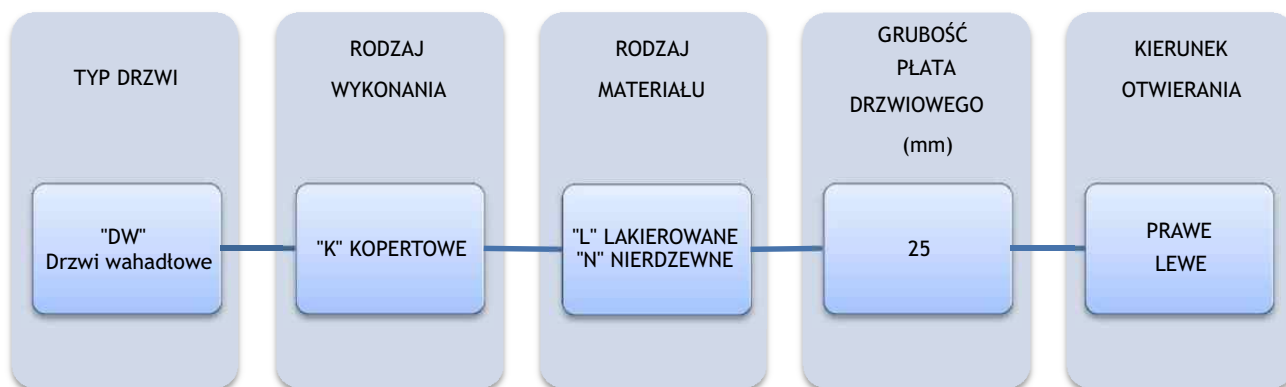 TYP DRZWI
RODZAJ
WYKONANIA
RODZAJ
MATERIAŁU
GRUBOŚĆ
PŁATA
DRZWIOWEGO
(mm)
KIERUNEK
OTWIERANIA
"DW"
Drzwi wahadłowe
"K" KOPERTOWE
"L" LAKIEROWANE
"N" NIERDZEWNE
25
PRAWE
LEWE